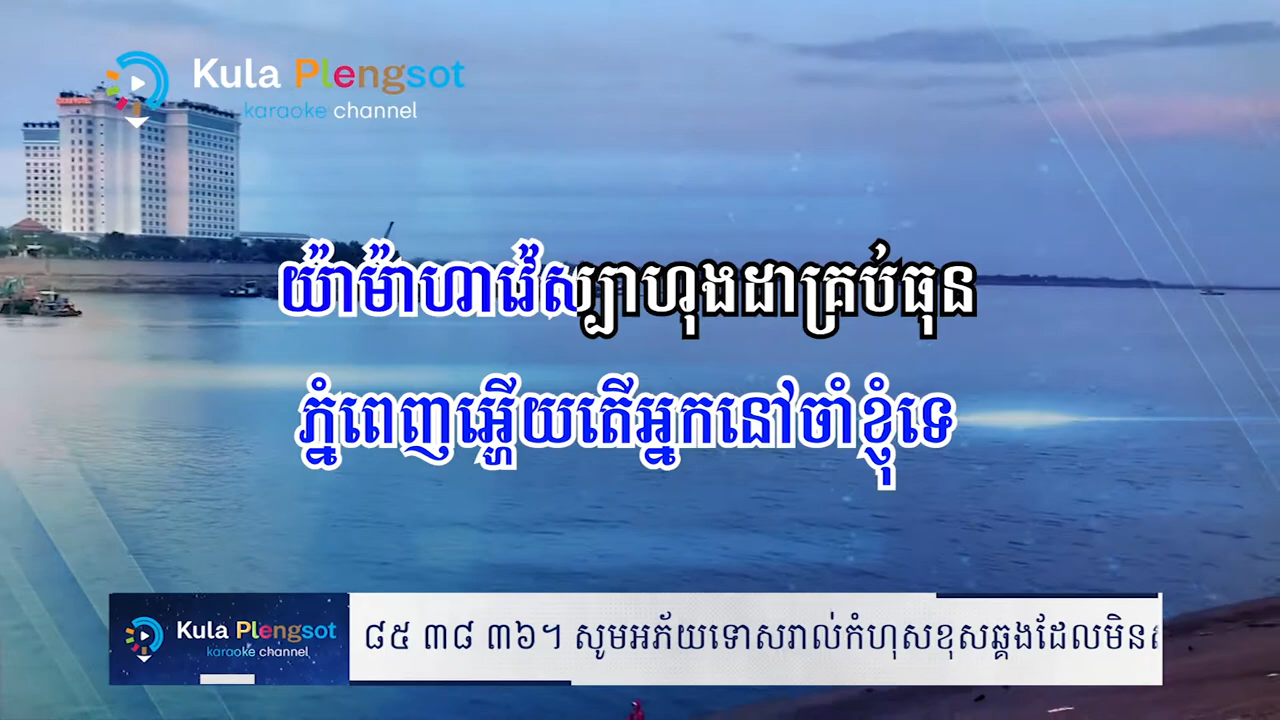 Kula Plengsot
karaoke channel
យ៉ាម៉ាហាវ៉េស្ប្បាហុងដាគ្រប់ធុន
ភ្នំពេញអ្ហើយតើអ្នកនៅចាំខ្ញុំទេ
Kula Plengsot
karaoke channel
៨៥ ៣៨ ៣៦។ សូមអភ័យទោសរាល់កំហុសខុសឆ្គងដែលមិន